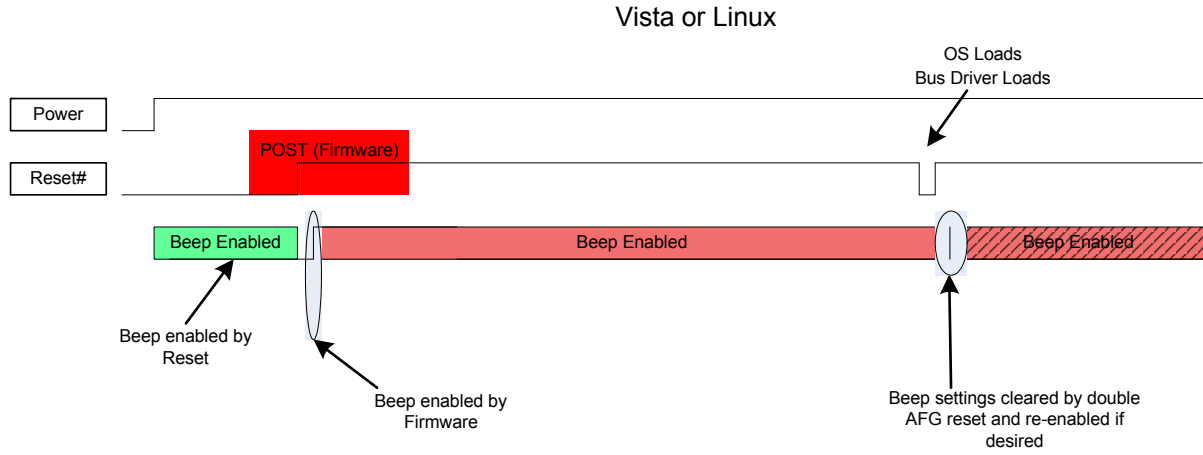 Vista or Linux
OS Loads
Bus Driver Loads
Power
POST (Firmware)
Reset#
Beep Enabled
Beep Enabled
Beep Enabled
Beep enabled by
Reset
Beep enabled by
Firmware
Beep settings cleared by double
AFG reset and re-enabled if
desired